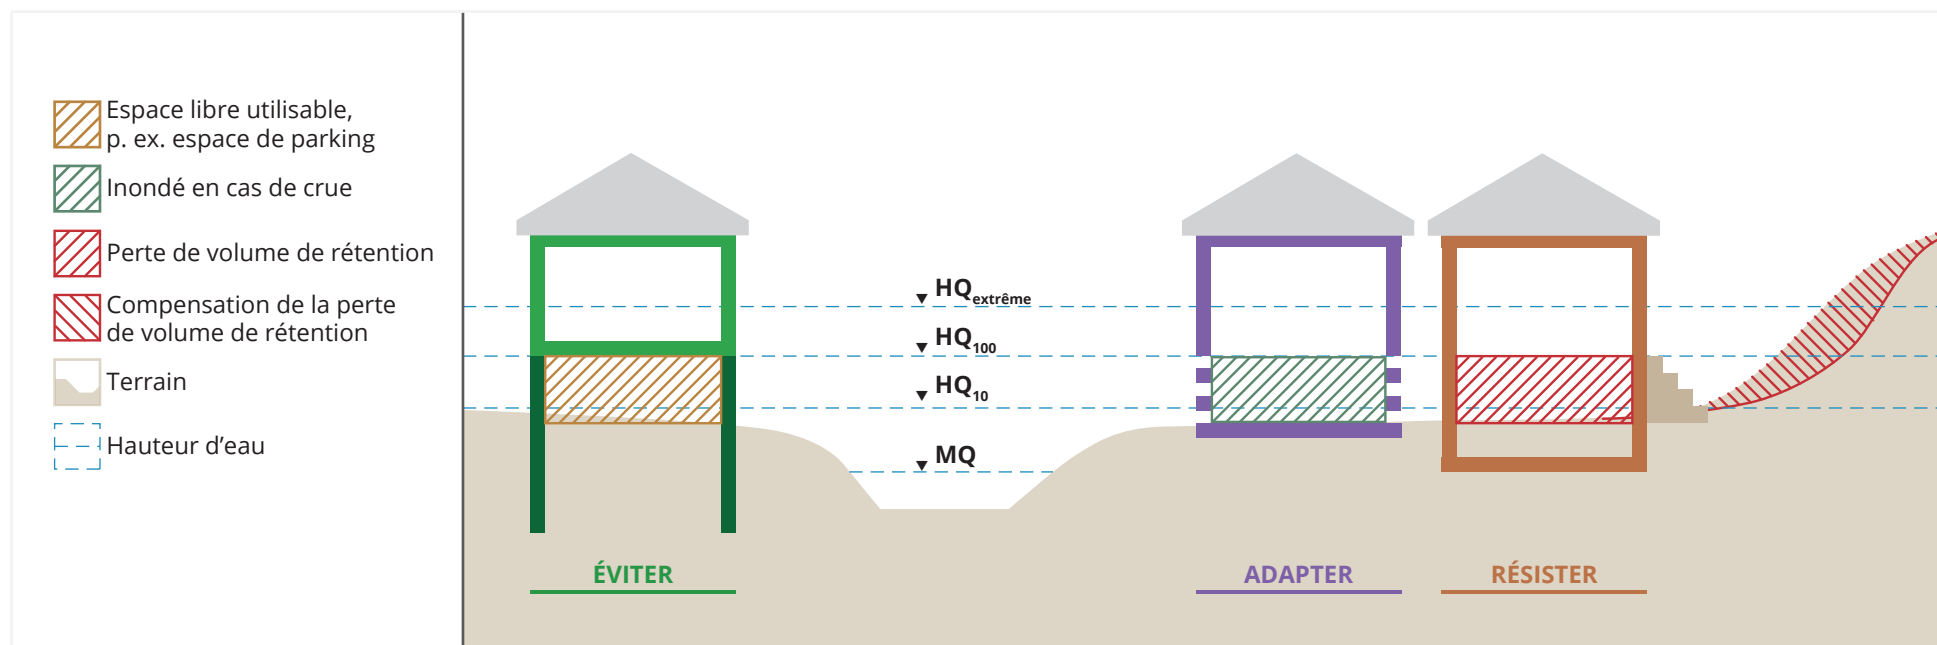 Espace libre utilisable,
p. ex. espace de parking
Inondé en cas de crue
Perte de volume de rétention
Compensation de la perte
de volume de rétention
Terrain
Hauteur d’eau
HQextrême
HQ100
HQ10
MQ
ÉVITER
ADAPTER
RÉSISTER